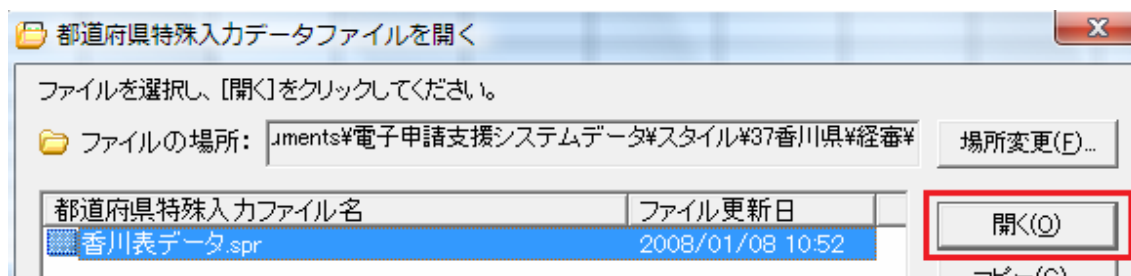 都道府県特殊入力データファイルを開く
ファイルを選択し、[開く]をクリックしてください。
ファイルの場所: uments¥電子申請支援システムデータ¥スタイル¥37香川県¥経審¥ 場所変更(F)...
都道府県特殊入力ファイル名 ファイル更新日 開く(O)
香川表データ.spr 2008/01/08 10:52
コピー(C)